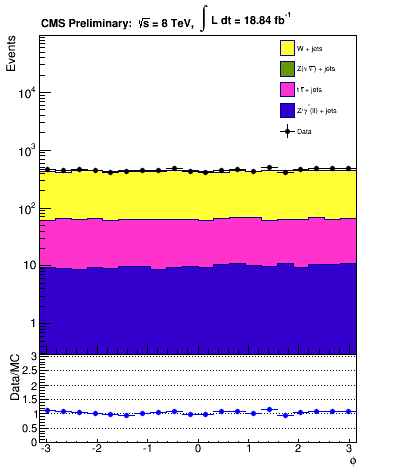 CMS Preliminary: √s = 8 TeV, ∫ L dt = 18.84 fb⁻¹
Events
W + jets
Z(ν ν̄) + jets
t t̄ + jets
Z/γ*(ll) + jets
Data
10⁴
10³
10²
10
1
Data/MC
3
2.5
2
1.5
1
0.5
0
-3 -2 -1 0 1 2 3
ϕ